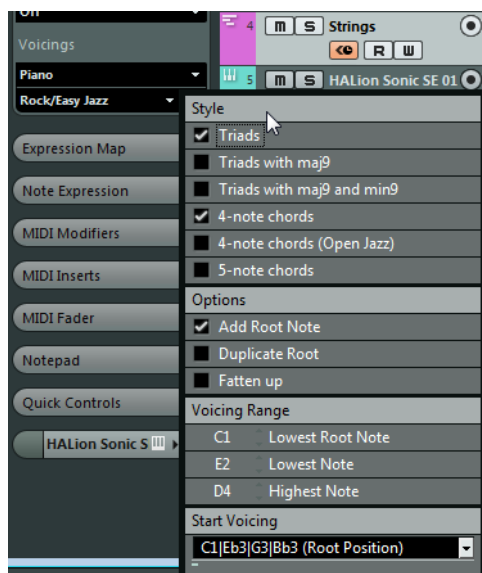 On
Voicings
Piano
Rock/Easy Jazz
Expression Map
Note Expression
MIDI Modifiers
MIDI Inserts
MIDI Fader
Notepad
Quick Controls
HALion Sonic S
4 m S Strings
R W
5 m S HALion Sonic SE 01
Style
Triads
Triads with maj9
Triads with maj9 and min9
4-note chords
4-note chords (Open Jazz)
5-note chords
Options
Add Root Note
Duplicate Root
Fatten up
Voicing Range
C1 Lowest Root Note
E2 Lowest Note
D4 Highest Note
Start Voicing
C1|Eb3|G3|Bb3 (Root Position)